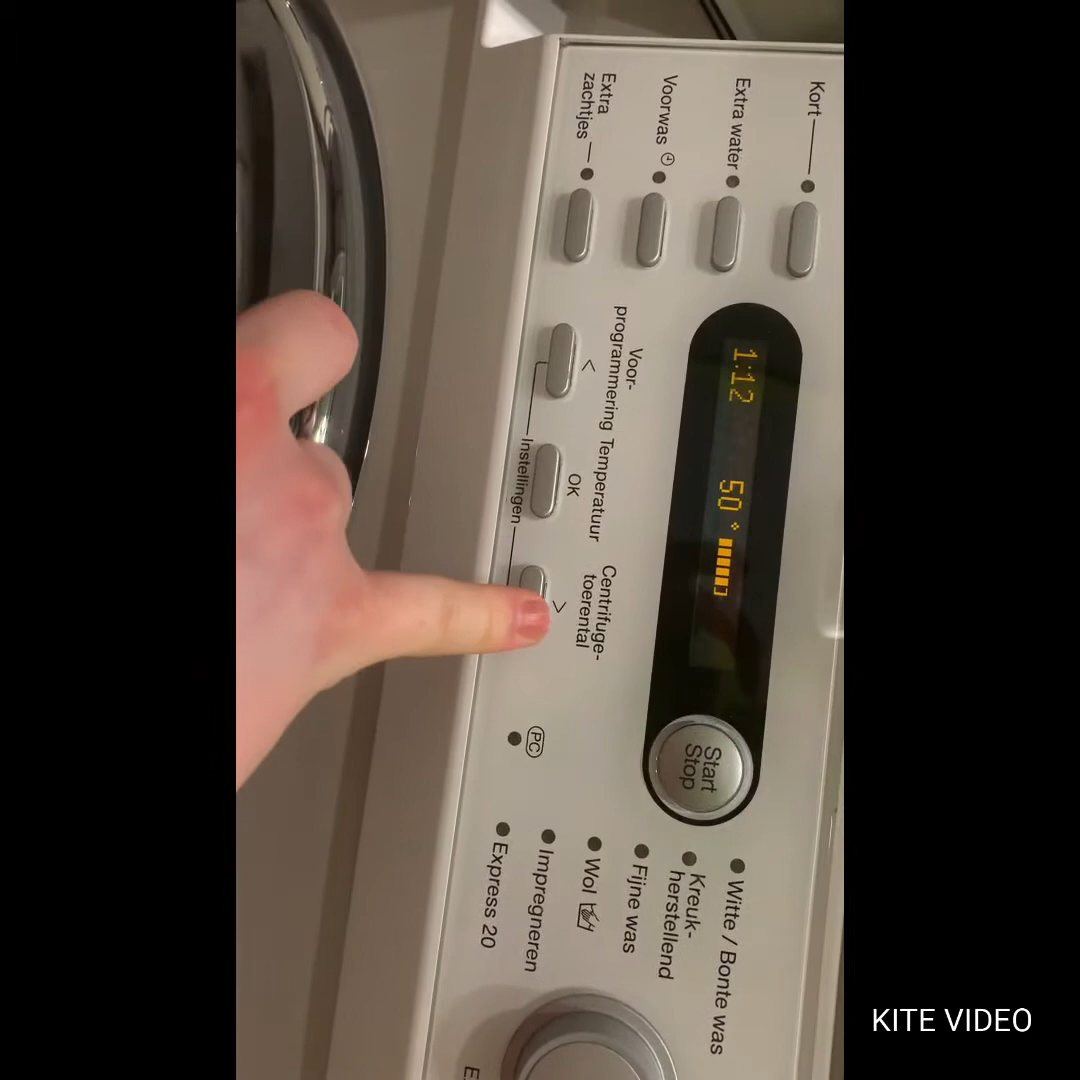 Kort
Extra water
Voorwas
Extra
zachtjes
1:12 50°
Voor-
programmering
Temperatuur
Centrifuge-
toerental
<
OK
>
Instellingen
Start
Stop
PC
Witte / Bonte was
Kreuk-
herstellend
Fijne was
Wol
Impregneren
Express 20
KITE VIDEO